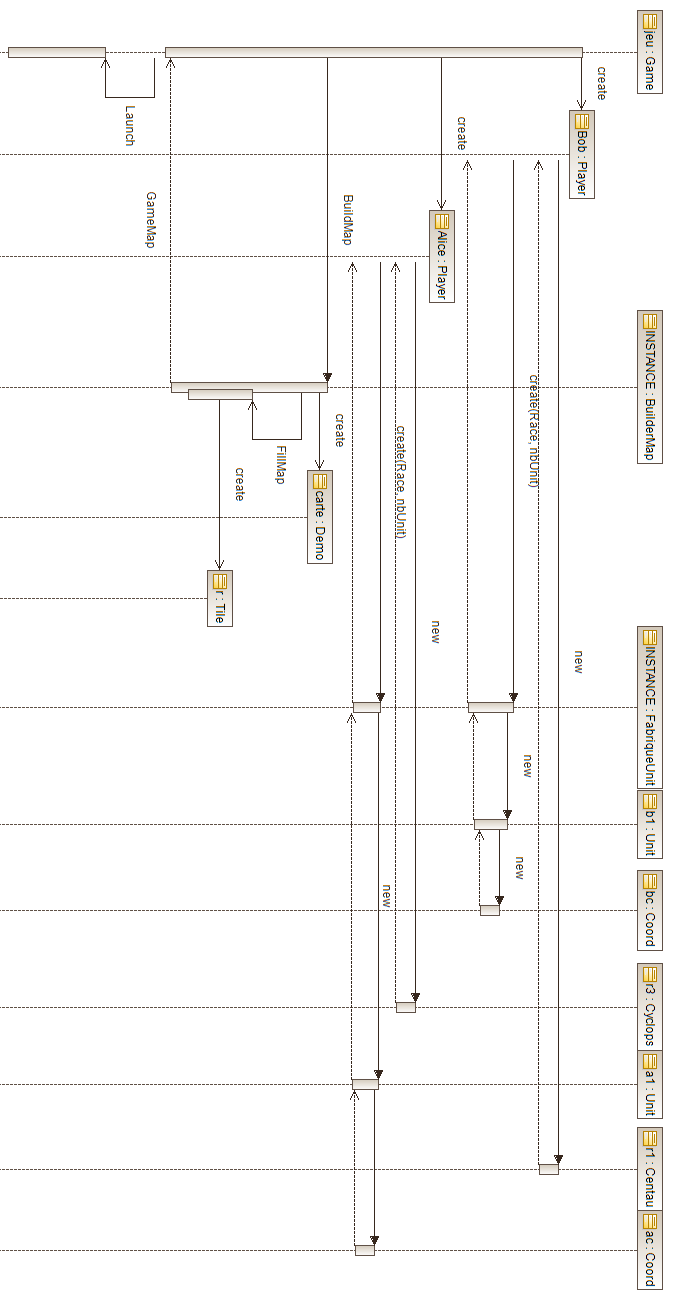 jeu : Game
INSTANCE : BuilderMap
INSTANCE : FabriqueUnit
b1 : Unit
bc : Coord
r3 : Cyclops
a1 : Unit
r1 : Centau
ac : Coord
create
Bob : Player
new
create(Race, nbUnit)
new
new
create
Alice : Player
new
create(Race, nbUnit)
new
BuildMap
create
carte : Demo
FillMap
create
r : Tile
GameMap
Launch